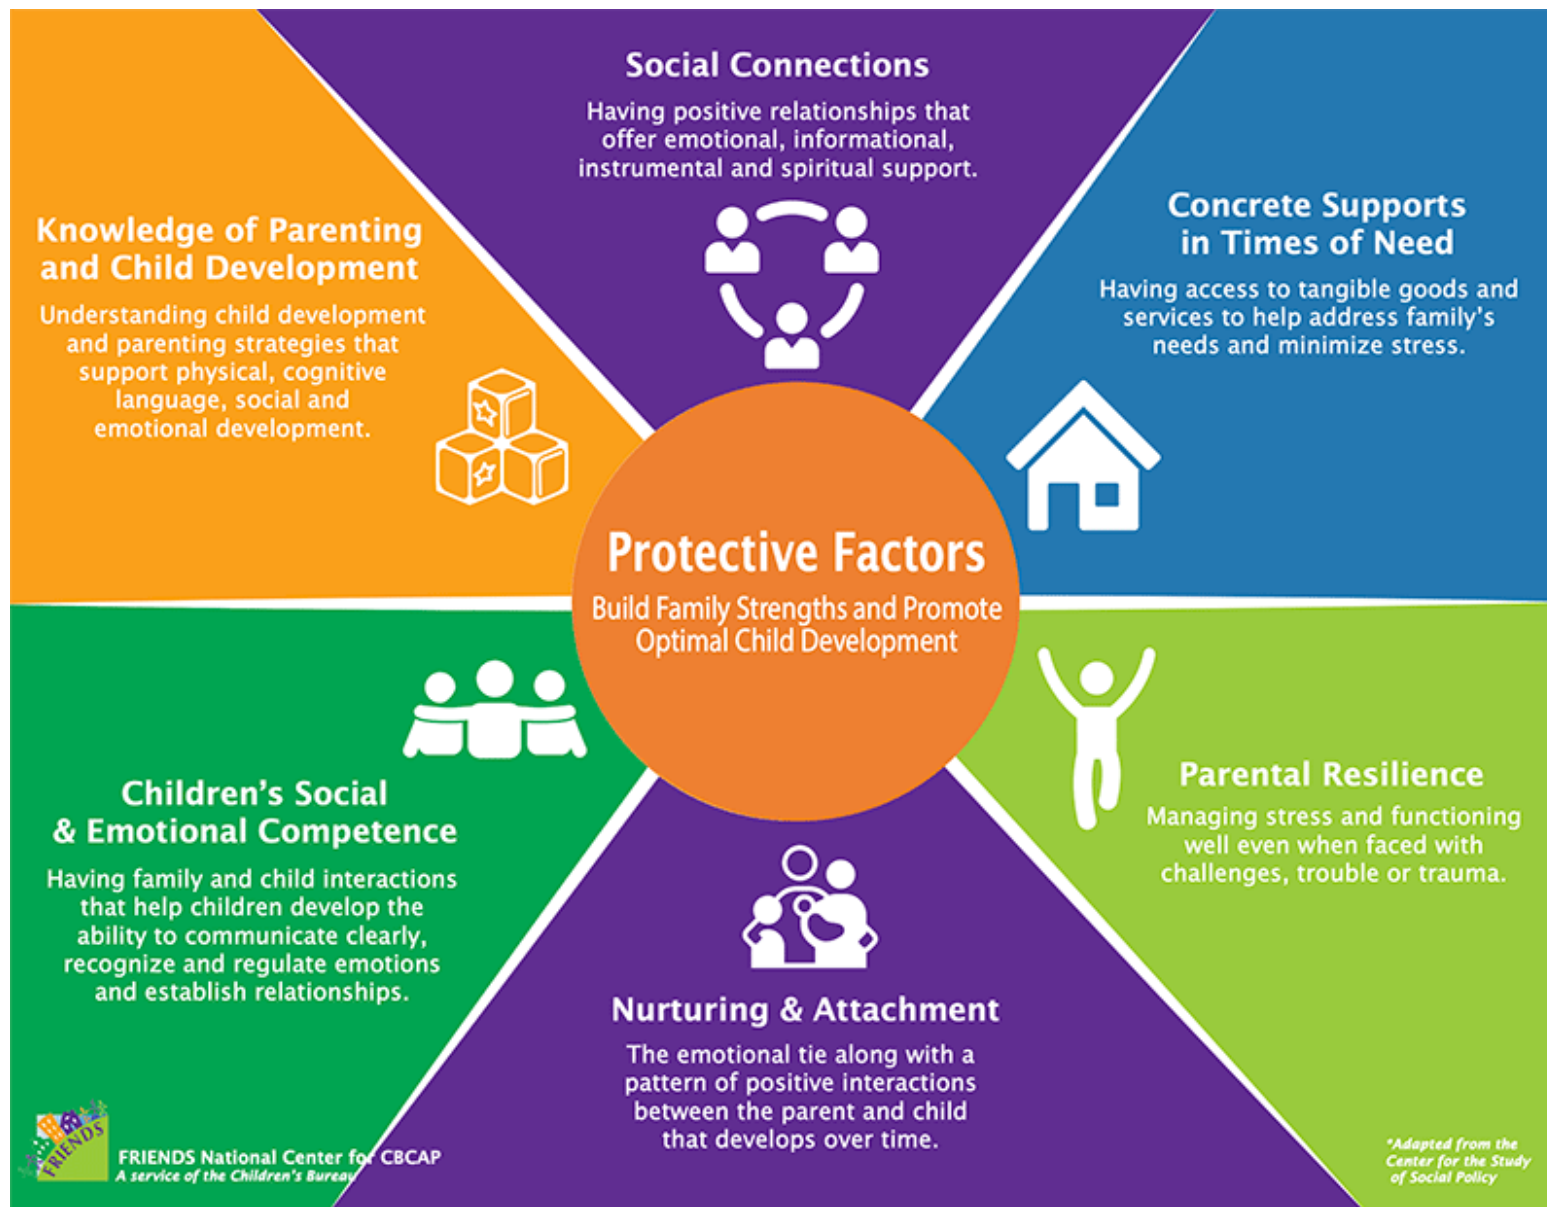 Social Connections
Having positive relationships that
offer emotional, informational,
instrumental and spiritual support.
Concrete Supports
in Times of Need
Having access to tangible goods and
services to help address family's
needs and minimize stress.
Knowledge of Parenting
and Child Development
Understanding child development
and parenting strategies that
support physical, cognitive
language, social and
emotional development.
Protective Factors
Build Family Strengths and Promote
Optimal Child Development
Parental Resilience
Managing stress and functioning
well even when faced with
challenges, trouble or trauma.
Children's Social
& Emotional Competence
Having family and child interactions
that help children develop the
ability to communicate clearly,
recognize and regulate emotions
and establish relationships.
Nurturing & Attachment
The emotional tie along with a
pattern of positive interactions
between the parent and child
that develops over time.
FRIENDS
FRIENDS National Center for CBCAP
A service of the Children's Bureau
*Adapted from the
Center for the Study
of Social Policy